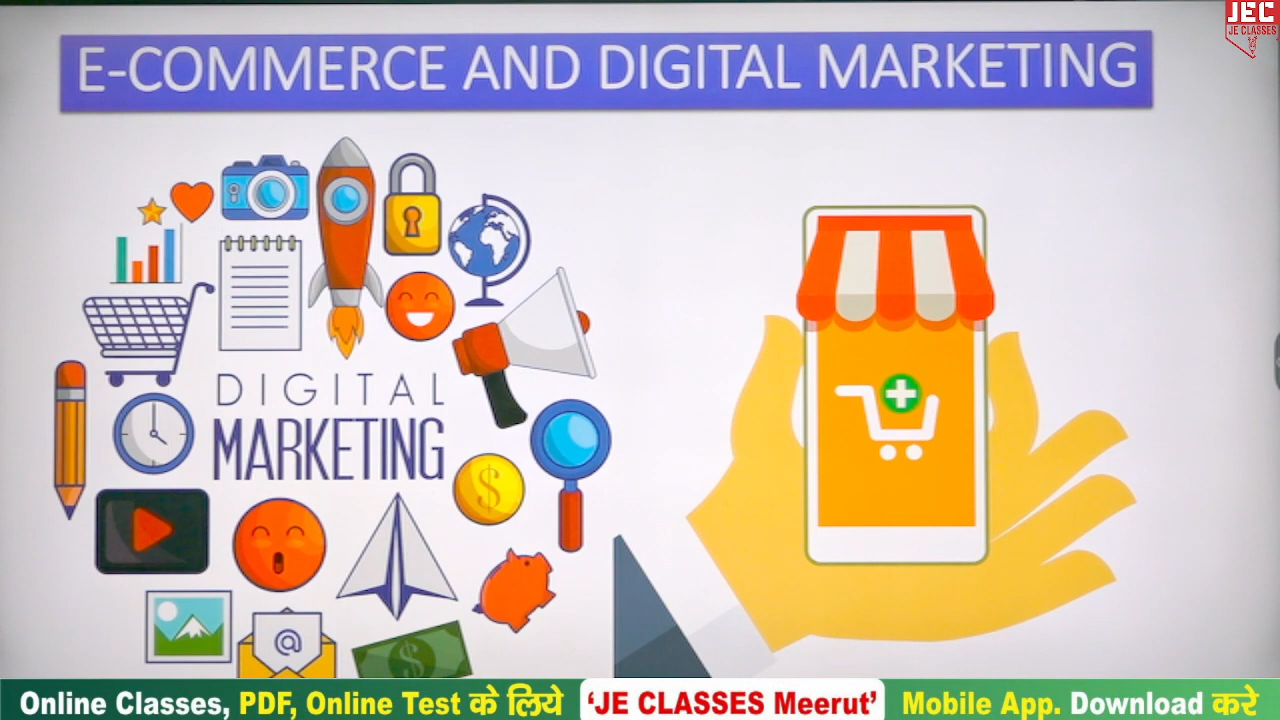 JEC
JE CLASSES
E-COMMERCE AND DIGITAL MARKETING
DIGITAL
MARKETING
$
@
$
Online Classes, PDF, Online Test के लिये 'JE CLASSES Meerut' Mobile App. Download करे